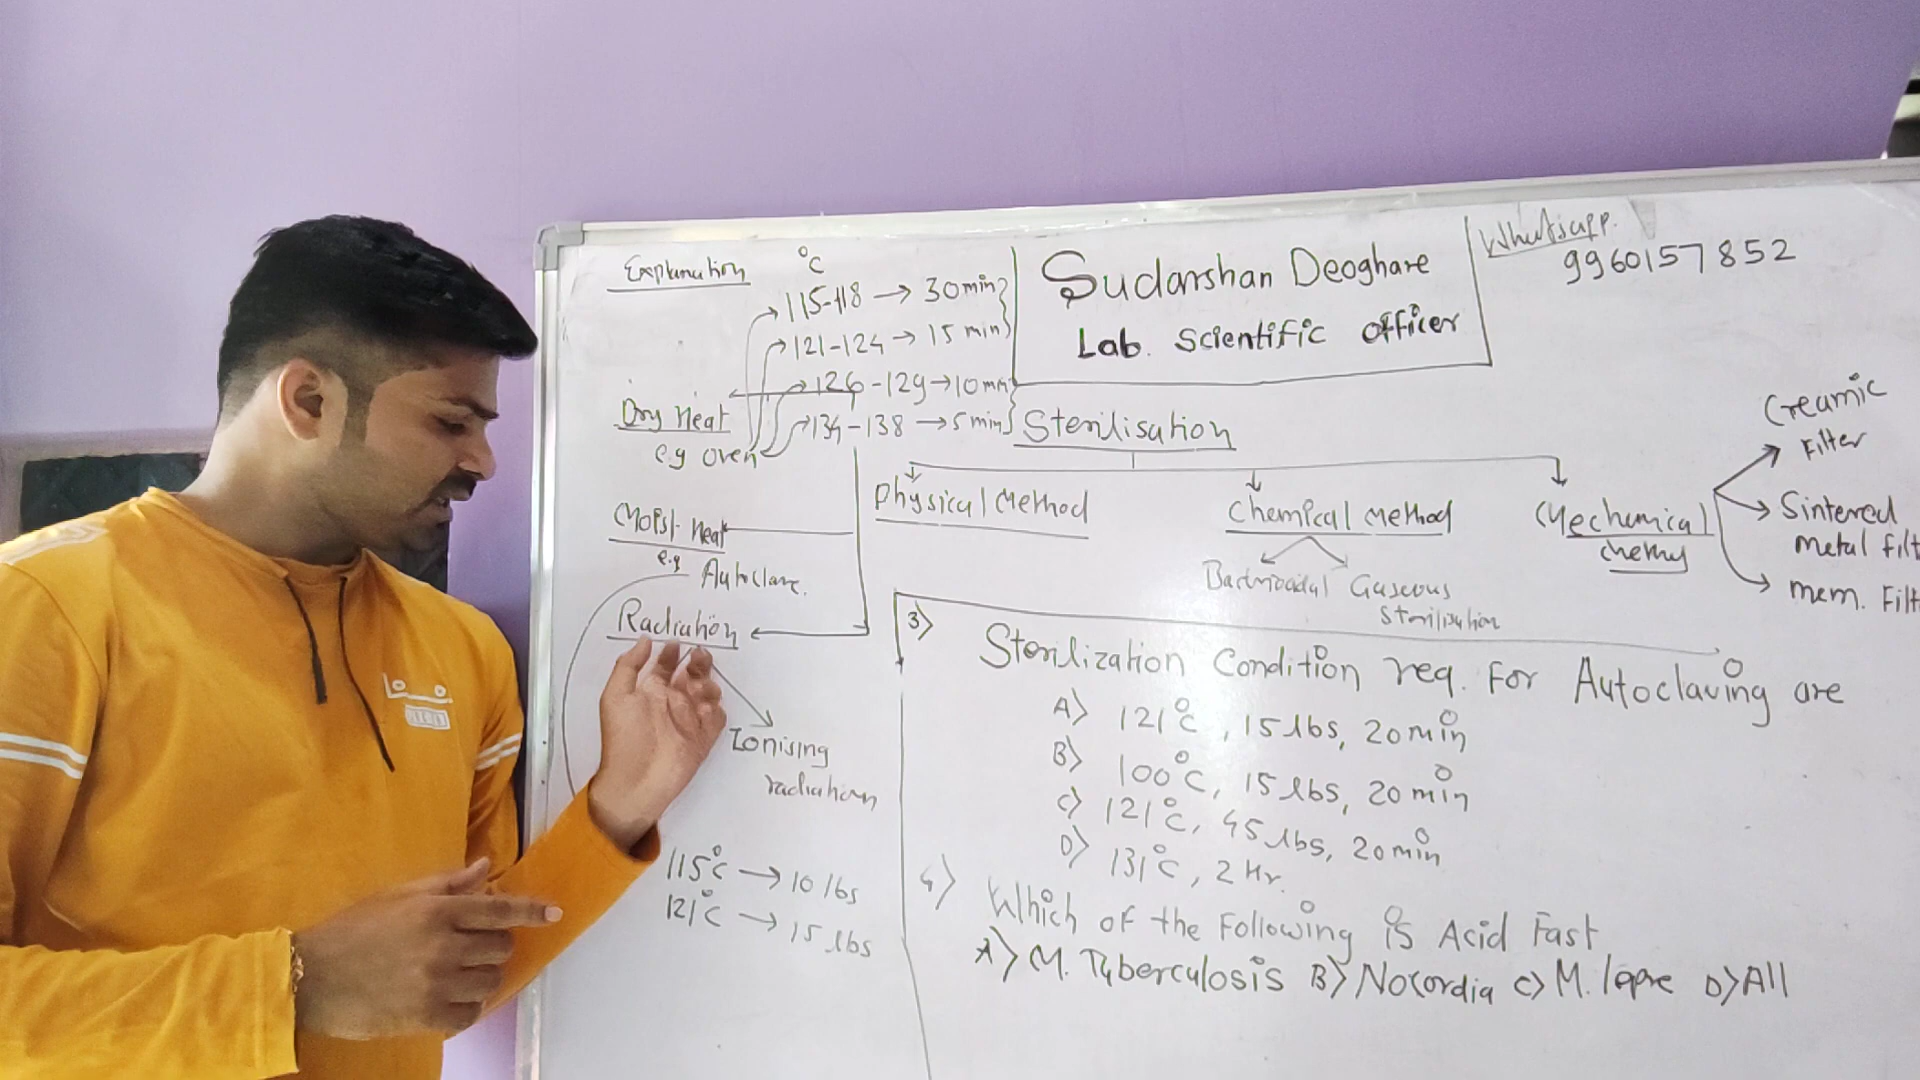 Explanation
°C
115-118 → 30 min
121-124 → 15 min
126-129 → 10 min
134-138 → 5 min
Dry Heat
e.g oven
Moist Heat
e.g Autoclave.
Radiation
Ionising
radiation
115°C → 10 lbs
121°C → 15 lbs
Sudarshan Deoghare
Lab. Scientific officer
Whatsapp.
9960157852
Sterilisation
Physical Method
Chemical Method
Bactericidal Gaseous
Sterilisation
Mechanical
Creamic
Filter
Sintered
Metal Filt
Mem. Filt
3) Sterilization Condition req. For Autoclaving are
A) 121°C, 15 lbs, 20 min
B) 100°C, 15 lbs, 20 min
C) 121°C, 45 lbs, 20 min
D) 131°C, 2 Hr.
4) Which of the Following is Acid Fast
A) M. Tuberculosis B) Nocordia C) M. lepre D) All